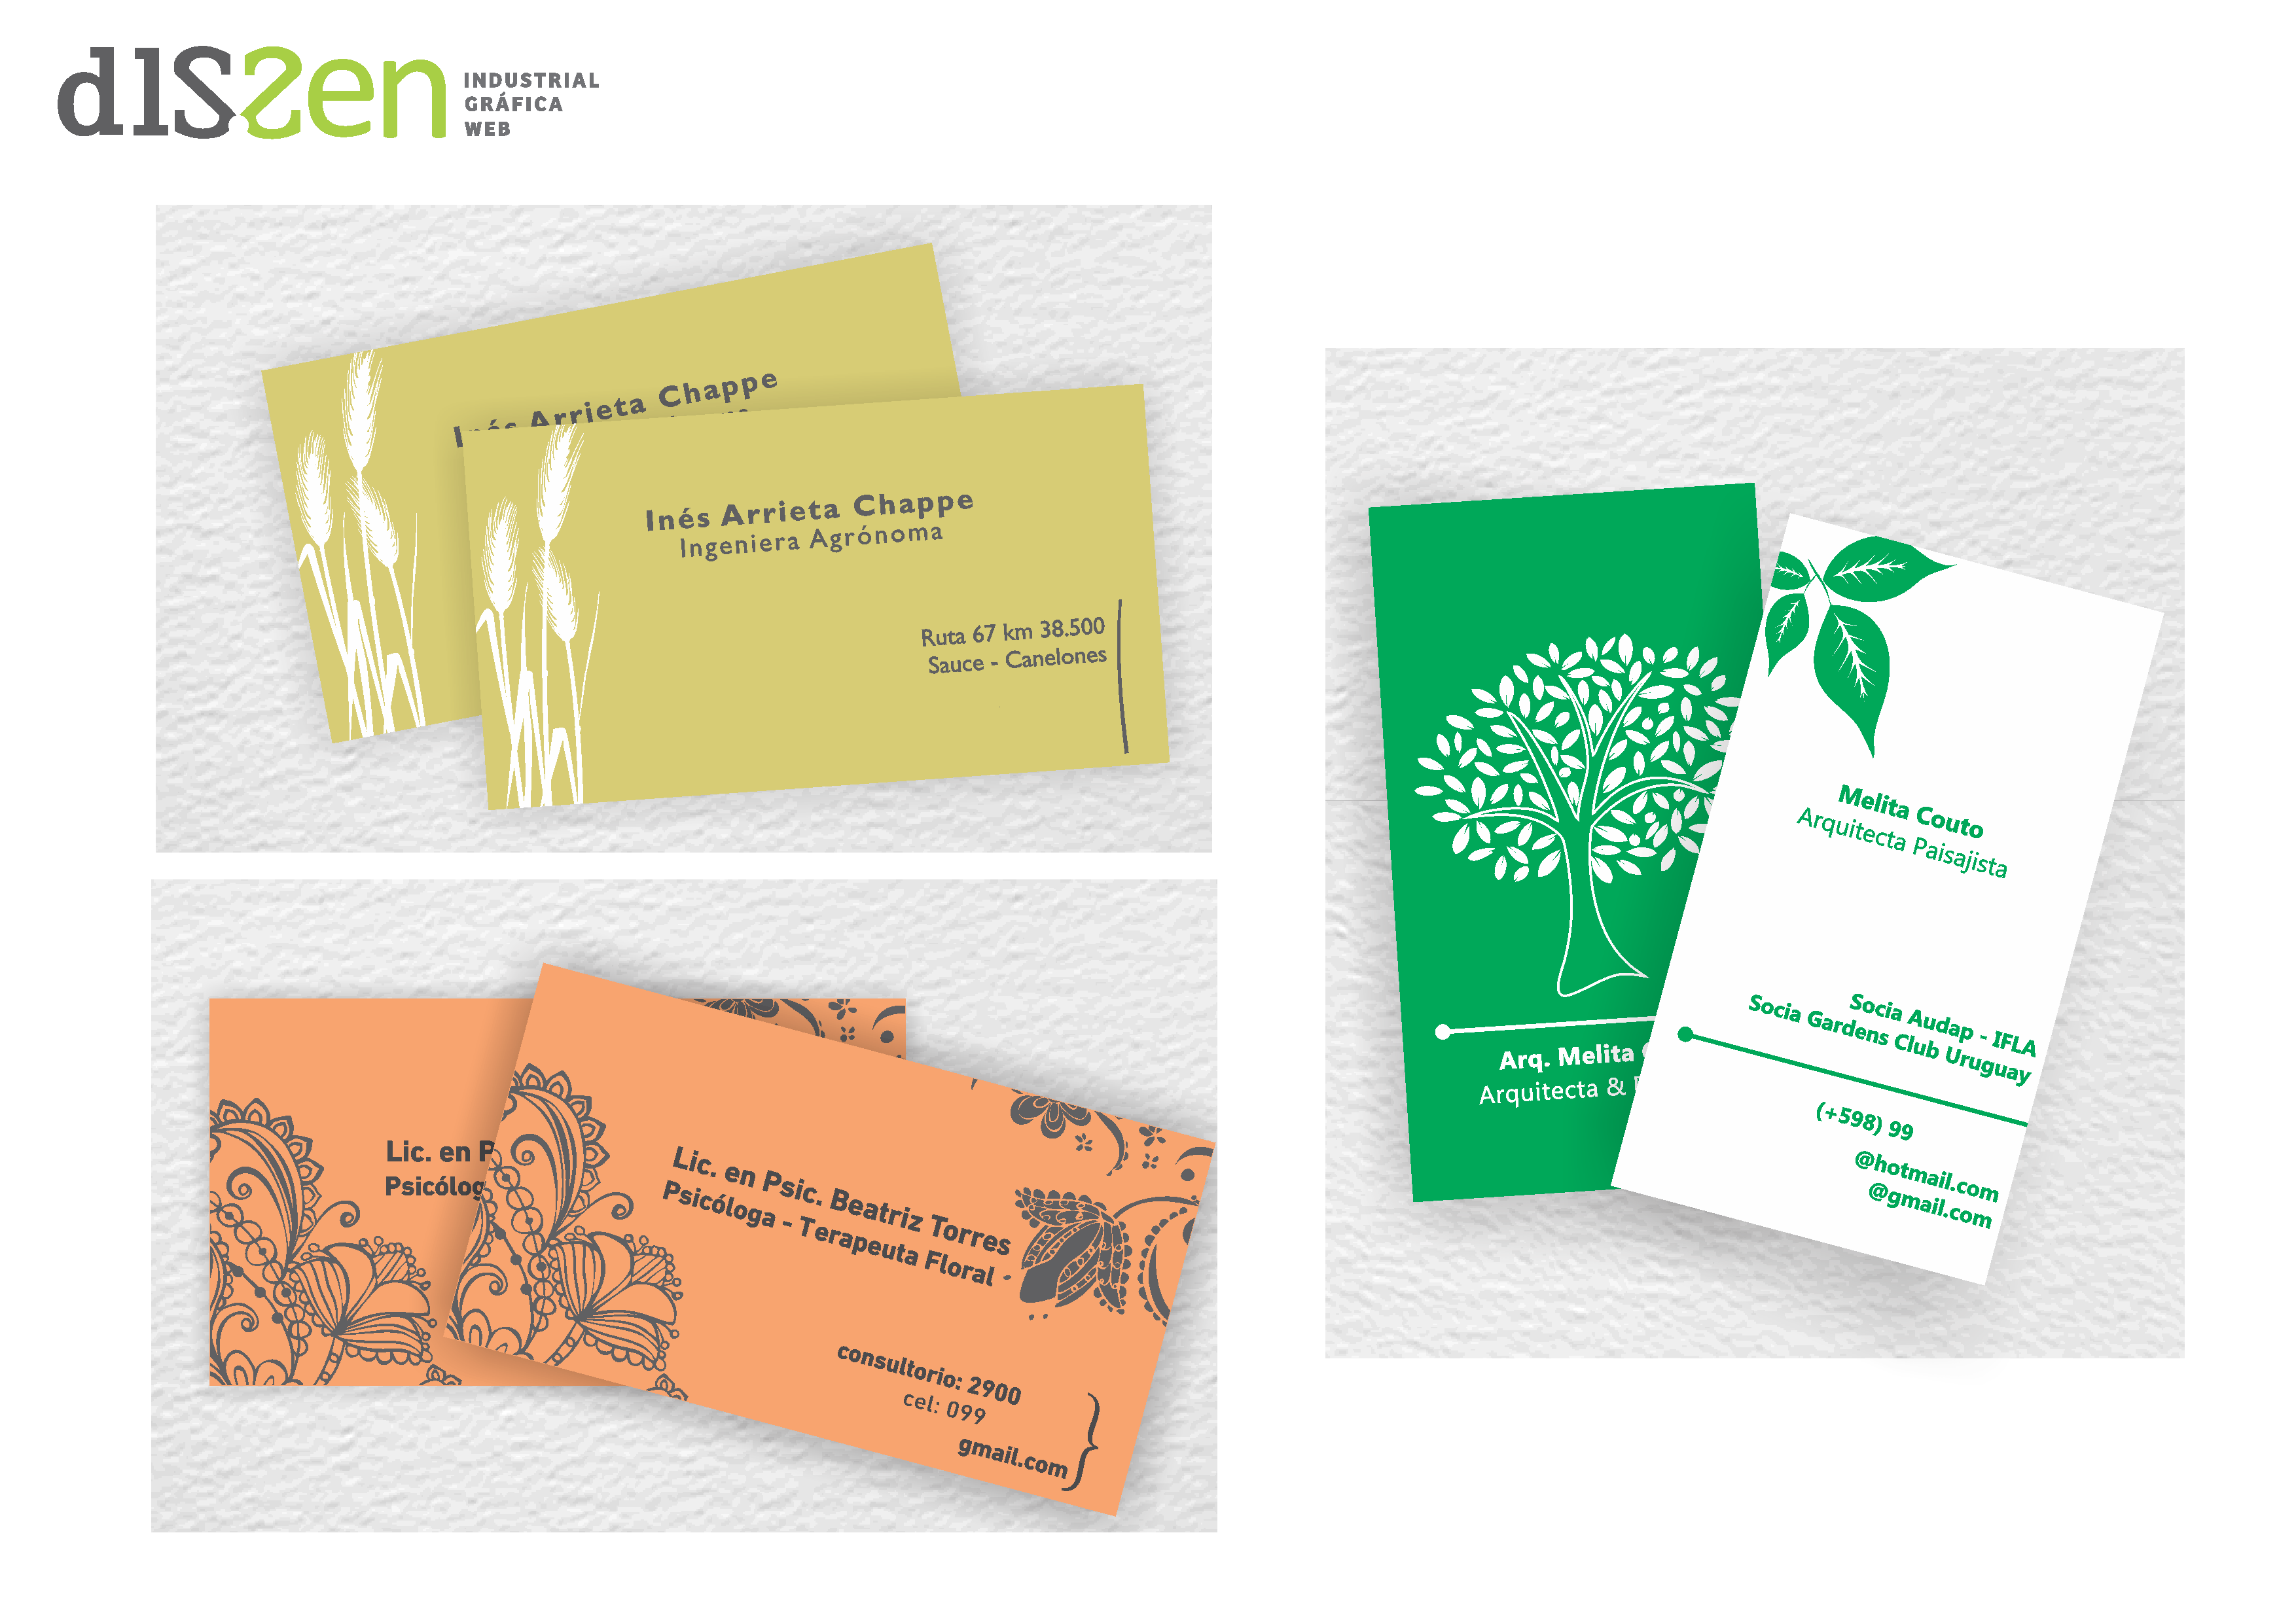 dissen
INDUSTRIAL
GRÁFICA
WEB
Inés Arrieta Chappe
Inés Arrieta Chappe
Ingeniera Agrónoma
Ruta 67 km 38.500
Sauce - Canelones
Lic. en P
Psicólog
Lic. en Psic. Beatriz Torres
Psicóloga - Terapeuta Floral -
consultorio: 2900
cel: 099
gmail.com
Arq. Melita
Arquitecta &
Melita Couto
Arquitecta Paisajista
Socia Audap - IFLA
Socia Gardens Club Uruguay
(+598) 99
@hotmail.com
@gmail.com